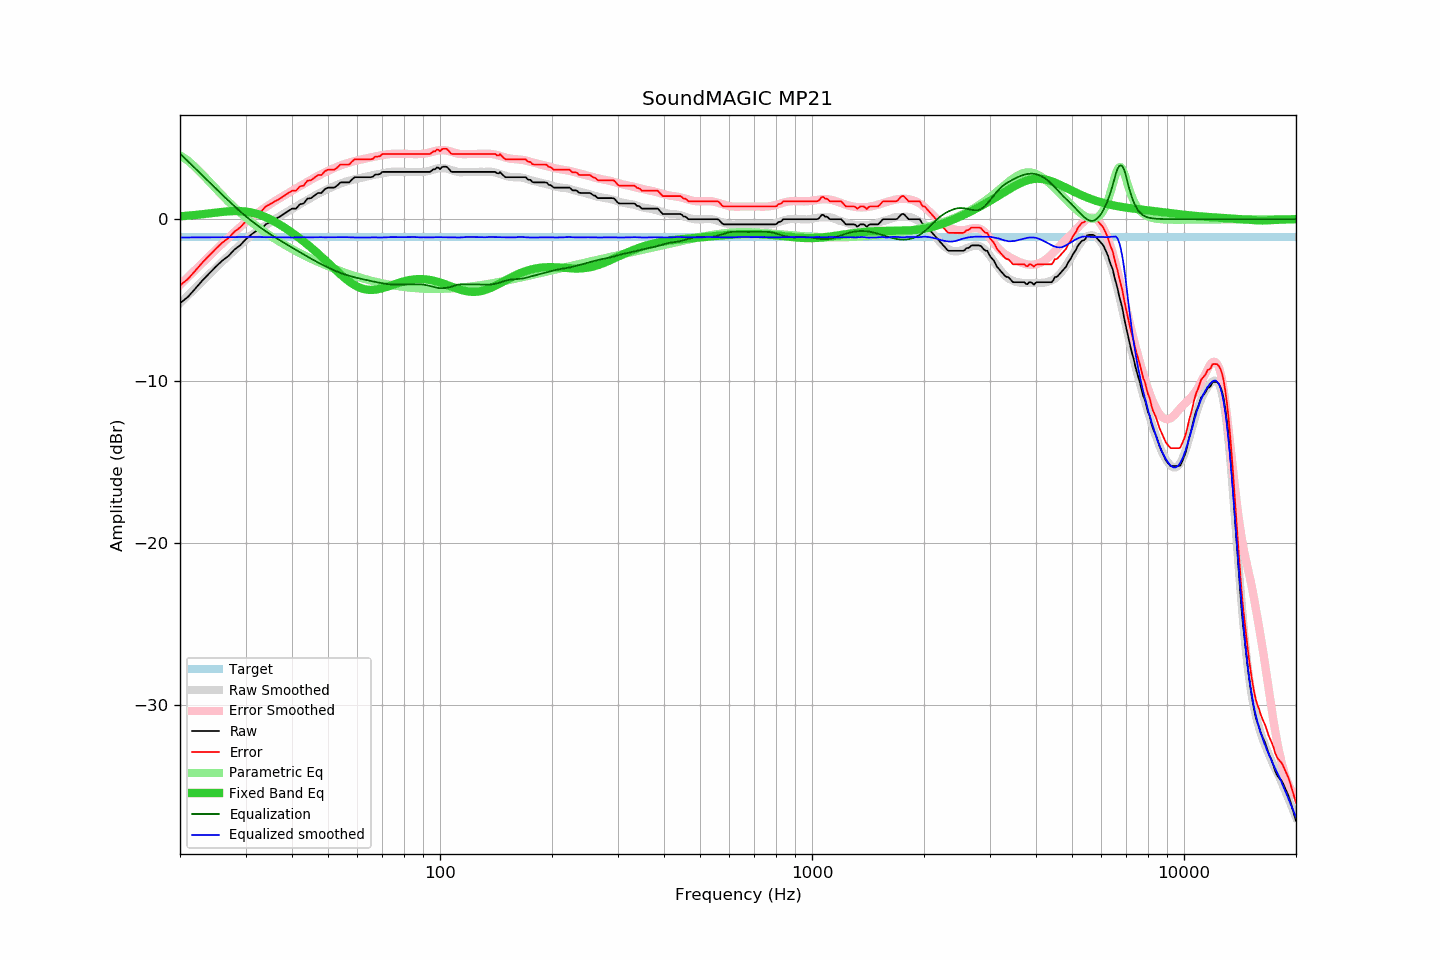 SoundMAGIC MP21
0
−10
−20
−30
Amplitude (dBr)
Target
Raw Smoothed
Error Smoothed
Raw
Error
Parametric Eq
Fixed Band Eq
Equalization
Equalized smoothed
100
1000
10000
Frequency (Hz)